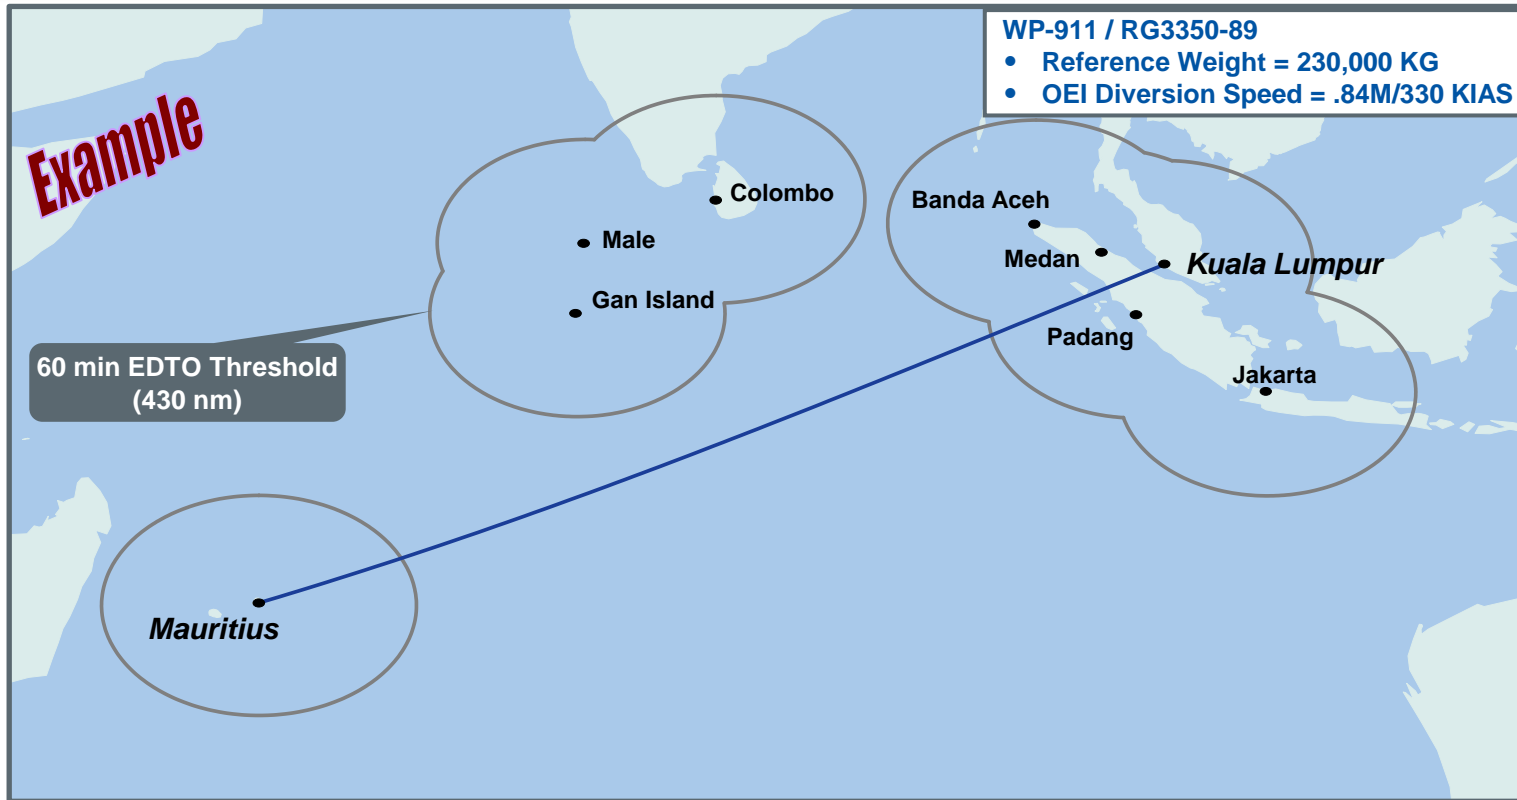 WP-911 / RG3350-89
• Reference Weight = 230,000 KG
• OEI Diversion Speed = .84M/330 KIAS
Example
Colombo
Banda Aceh
Male
Medan
Kuala Lumpur
Gan Island
Padang
60 min EDTO Threshold
(430 nm)
Jakarta
Mauritius